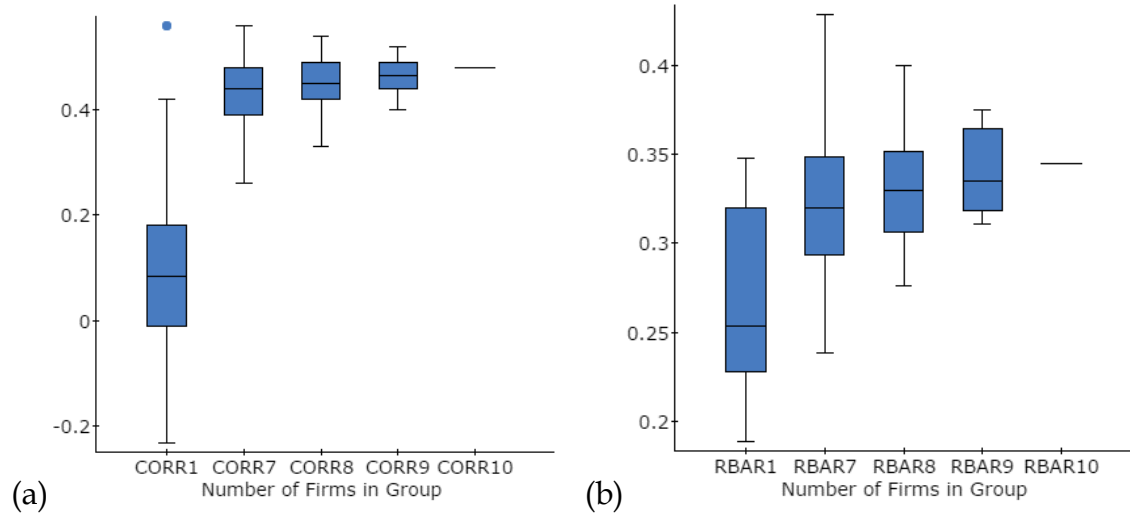 0.4
0.2
0
-0.2
CORR1 CORR7 CORR8 CORR9 CORR10
Number of Firms in Group
(a)
0.4
0.35
0.3
0.25
0.2
RBAR1 RBAR7 RBAR8 RBAR9 RBAR10
Number of Firms in Group
(b)